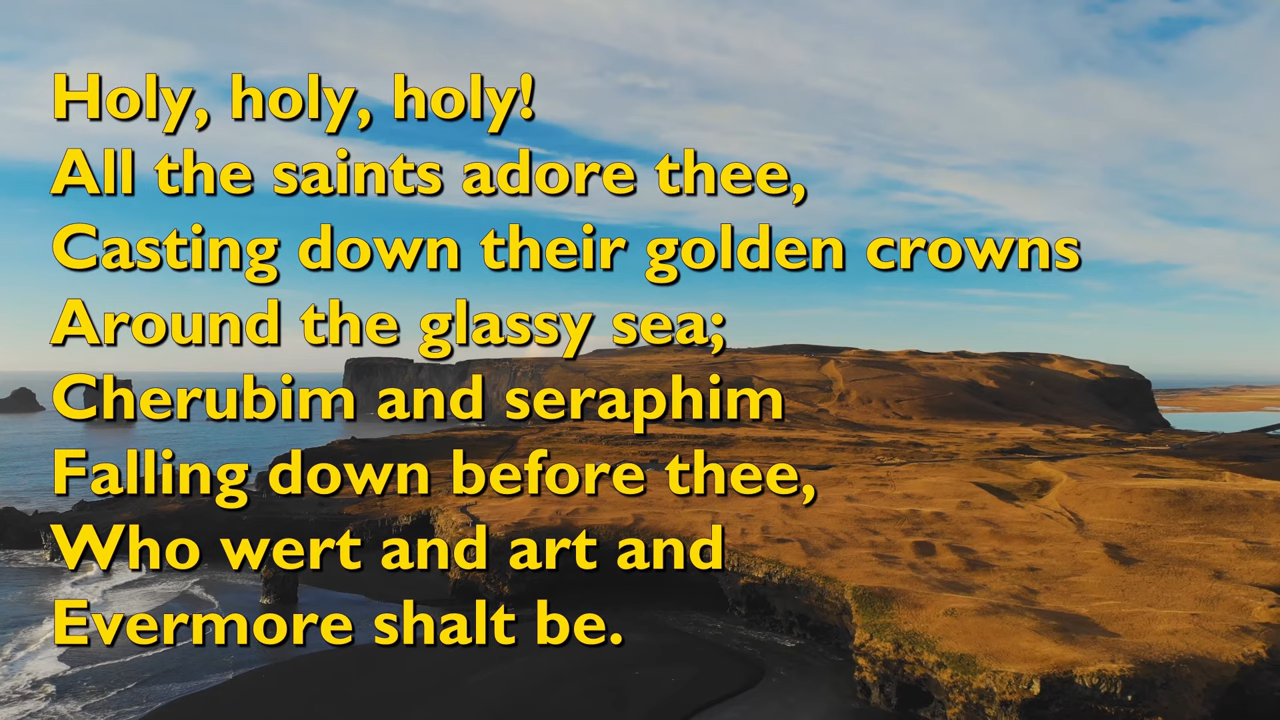 Holy, holy, holy!
All the saints adore thee,
Casting down their golden crowns
Around the glassy sea;
Cherubim and seraphim
Falling down before thee,
Who wert and art and
Evermore shalt be.